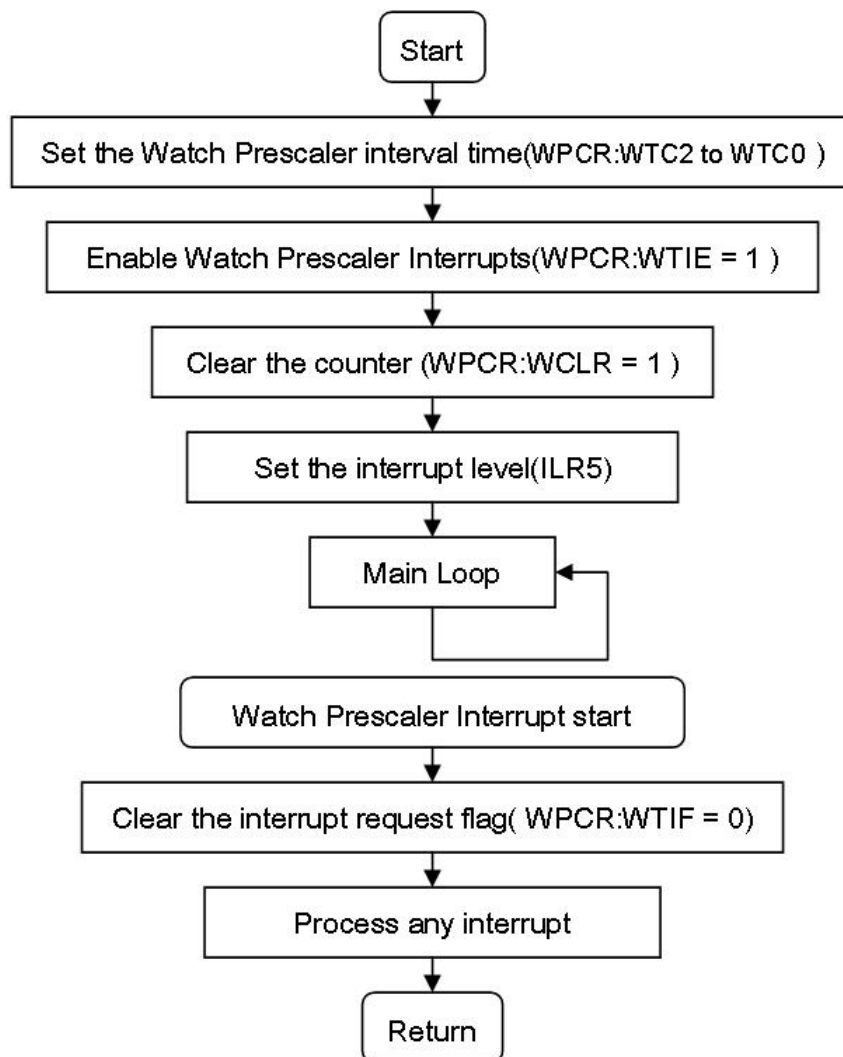 Start
Set the Watch Prescaler interval time(WPCR:WTC2 to WTC0 )
Enable Watch Prescaler Interrupts(WPCR:WTIE = 1 )
Clear the counter (WPCR:WCLR = 1 )
Set the interrupt level(ILR5)
Main Loop
Watch Prescaler Interrupt start
Clear the interrupt request flag( WPCR:WTIF = 0)
Process any interrupt
Return